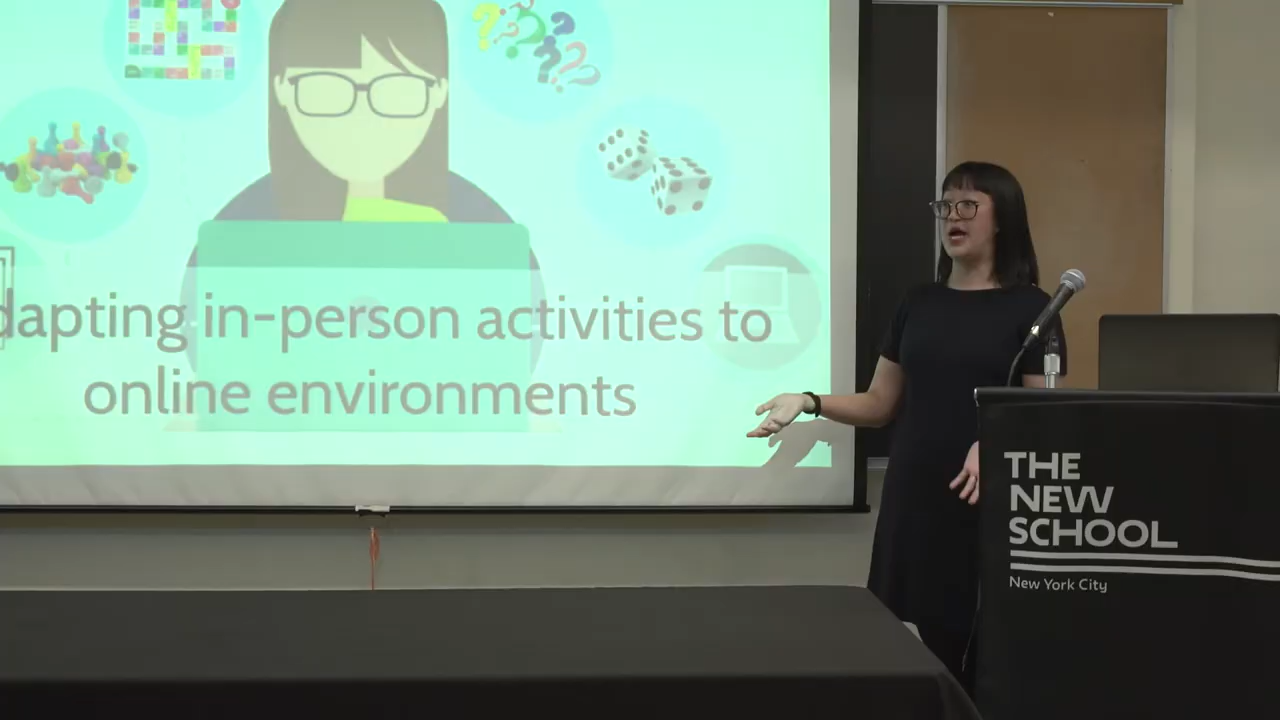 dapting in-person activities to
online environments
THE
NEW
SCHOOL
New York City